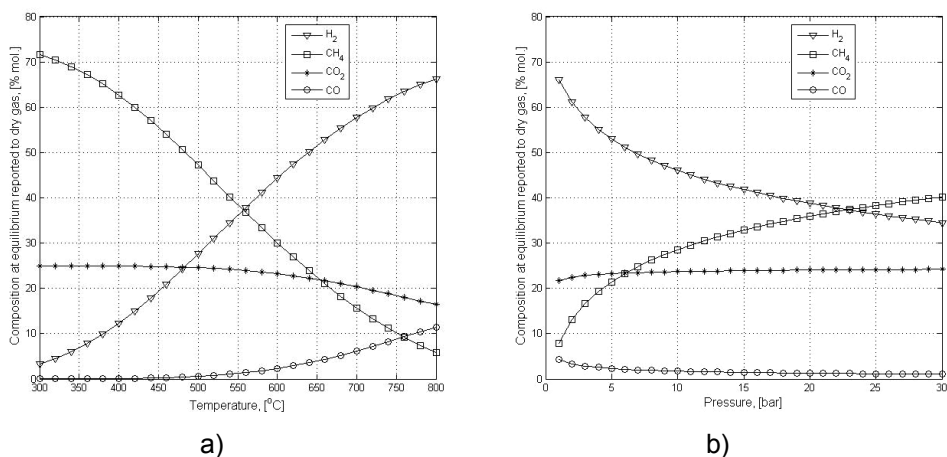 Composition at equilibrium reported to dry gas, [% mol.]
80
70
60
50
40
30
20
10
0
H2
CH4
CO2
CO
300 350 400 450 500 550 600 650 700 750 800
Temperature, [°C]
a)
Composition at equilibrium reported to dry gas, [% mol.]
80
70
60
50
40
30
20
10
0
H2
CH4
CO2
CO
0 5 10 15 20 25 30
Pressure, [bar]
b)